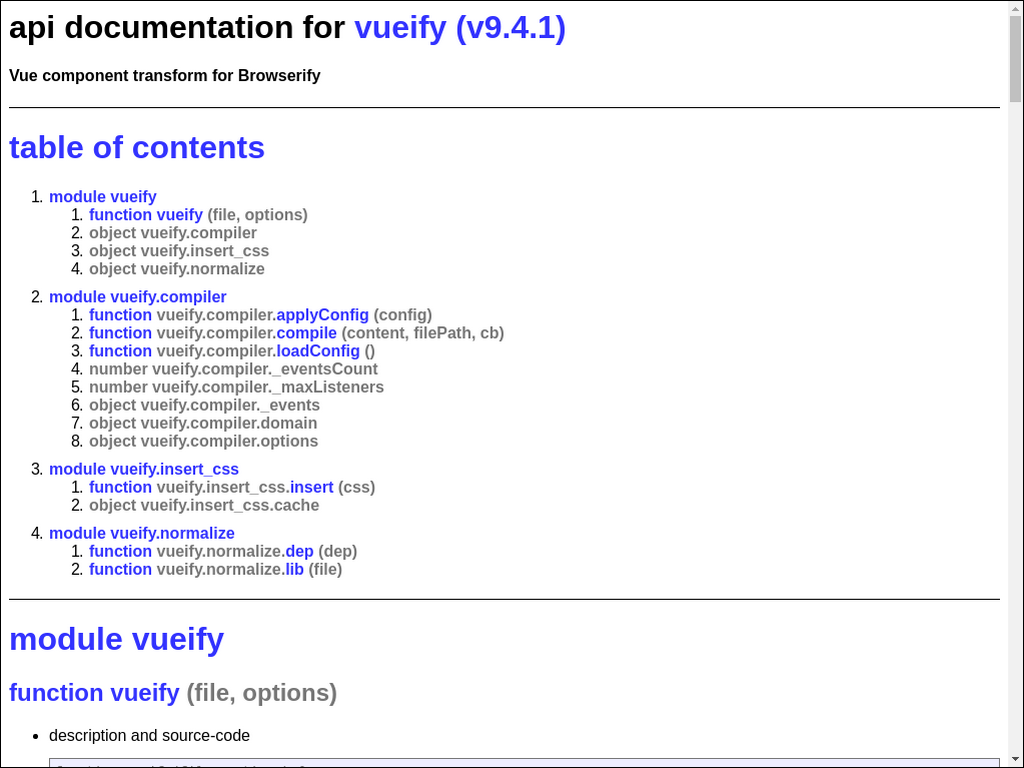 api documentation for vueify (v9.4.1)
Vue component transform for Browserify
table of contents
1. module vueify
1. function vueify (file, options)
2. object vueify.compiler
3. object vueify.insert_css
4. object vueify.normalize
2. module vueify.compiler
1. function vueify.compiler.applyConfig (config)
2. function vueify.compiler.compile (content, filePath, cb)
3. function vueify.compiler.loadConfig ()
4. number vueify.compiler._eventsCount
5. number vueify.compiler._maxListeners
6. object vueify.compiler._events
7. object vueify.compiler.domain
8. object vueify.compiler.options
3. module vueify.insert_css
1. function vueify.insert_css.insert (css)
2. object vueify.insert_css.cache
4. module vueify.normalize
1. function vueify.normalize.dep (dep)
2. function vueify.normalize.lib (file)
module vueify
function vueify (file, options)
• description and source-code